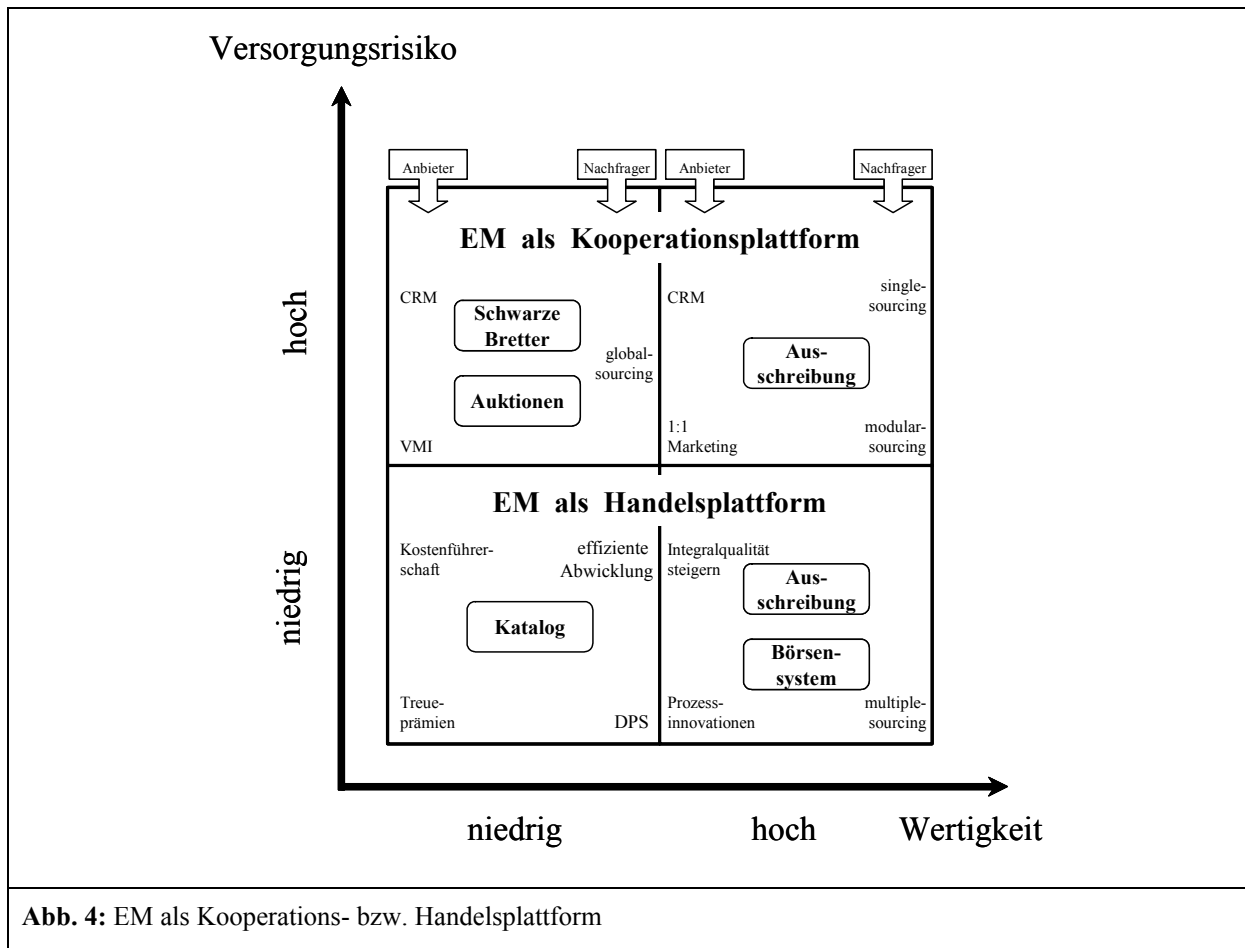 Versorgungsrisiko
Anbieter
Nachfrager
Anbieter
Nachfrager
EM als Kooperationsplattform
hoch
CRM
Schwarze
Bretter
global-
sourcing
Auktionen
VMI
CRM
single-
sourcing
Aus-
schreibung
1:1
Marketing
modular-
sourcing
EM als Handelsplattform
niedrig
Kostenführer-
schaft
effiziente
Abwicklung
Katalog
Treue-
prämien
DPS
Integralqualität
steigern
Aus-
schreibung
Börsen-
system
Prozess-
innovationen
multiple-
sourcing
niedrig
hoch
Wertigkeit
Abb. 4: EM als Kooperations- bzw. Handelsplattform